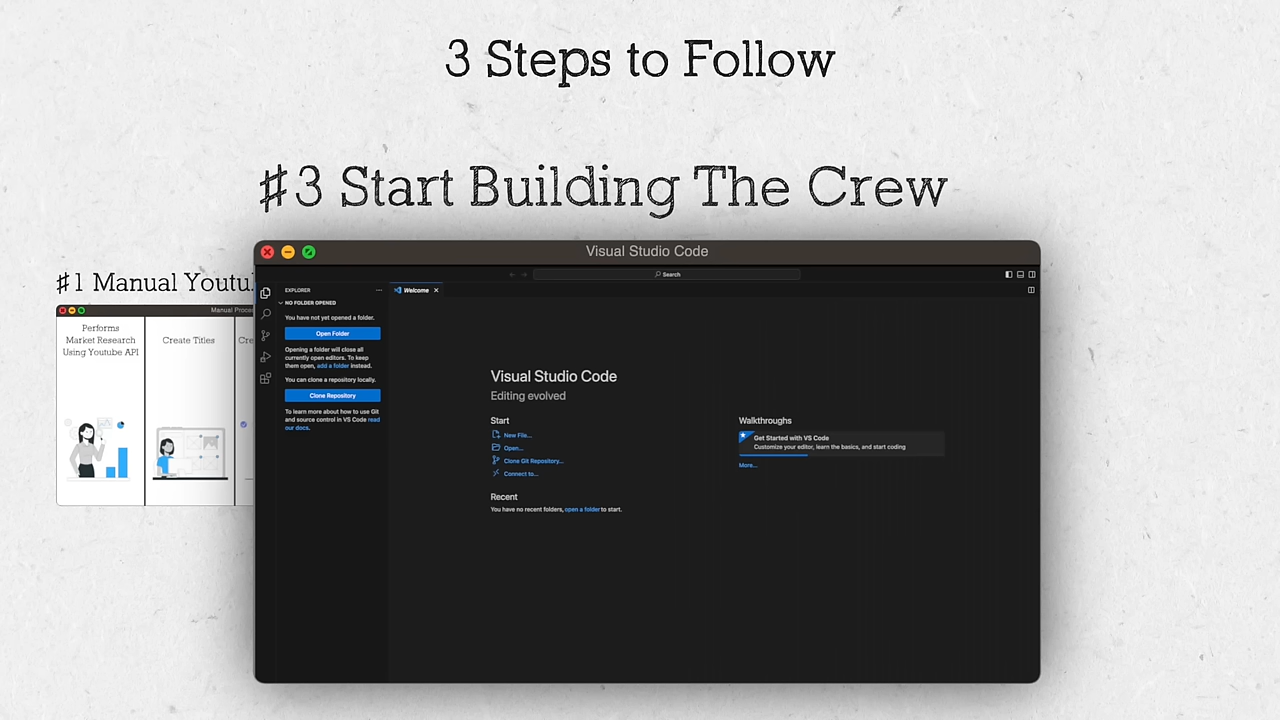 3 Steps to Follow
#3 Start Building The Crew
#1 Manual Youtu
Manual Proce
Performs
Market Research
Using Youtube API
Create Titles
Cre
Visual Studio Code
Search
EXPLORER
NO FOLDER OPENED
You have not yet opened a folder.
Open Folder
Opening a folder will close all
currently open editors. To keep
them open, add a folder instead.
You can clone a repository locally.
Clone Repository
To learn more about how to use Git
and source control in VS Code read
our docs.
Welcome
Visual Studio Code
Editing evolved
Start
New File...
Open...
Clone Git Repository...
Connect to...
Recent
You have no recent folders, open a folder to start.
Walkthroughs
Get Started with VS Code
Customize your editor, learn the basics, and start coding
More...